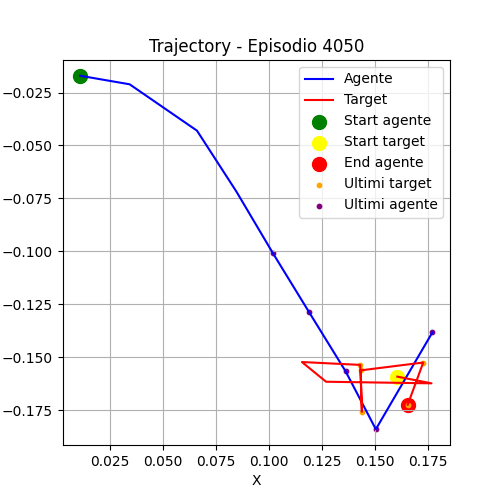 Trajectory - Episodio 4050
Agente
Target
Start agente
Start target
End agente
Ultimi target
Ultimi agente
−0.025
−0.050
−0.075
−0.100
−0.125
−0.150
−0.175
0.025 0.050 0.075 0.100 0.125 0.150 0.175
X